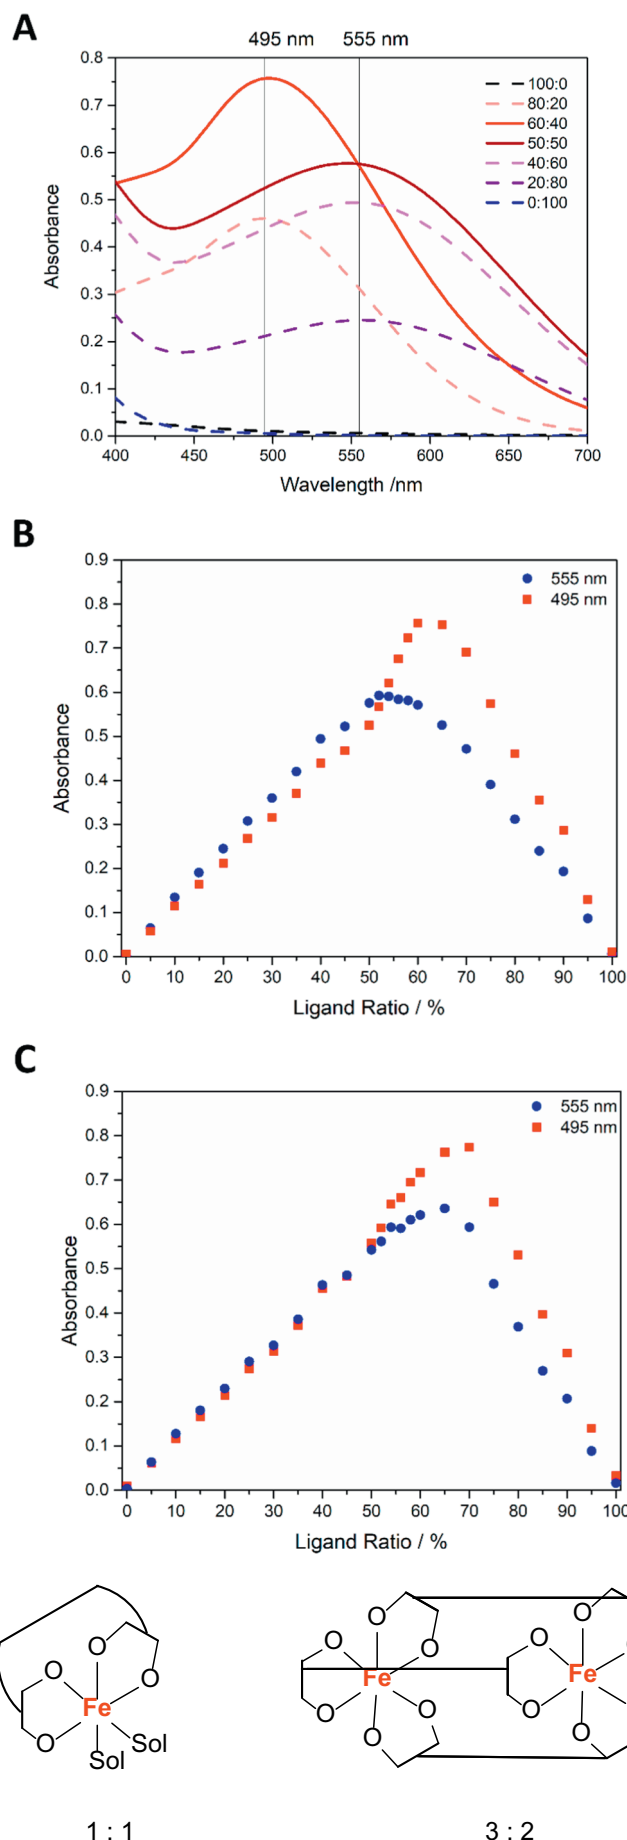 A
495 nm 555 nm
0.8
0.7
0.6
0.5
0.4
0.3
0.2
0.1
0.0
Absorbance
100:0
80:20
60:40
50:50
40:60
20:80
0:100
400 450 500 550 600 650 700
Wavelength /nm
B
0.9
0.8
0.7
0.6
0.5
0.4
0.3
0.2
0.1
0.0
Absorbance
555 nm
495 nm
0 10 20 30 40 50 60 70 80 90 100
Ligand Ratio / %
C
0.9
0.8
0.7
0.6
0.5
0.4
0.3
0.2
0.1
0.0
Absorbance
555 nm
495 nm
0 10 20 30 40 50 60 70 80 90 100
Ligand Ratio / %
O O
O O
Fe
Sol
Sol
O O
O O
O O
Fe
O O
O O
Fe
1 : 1 3 : 2